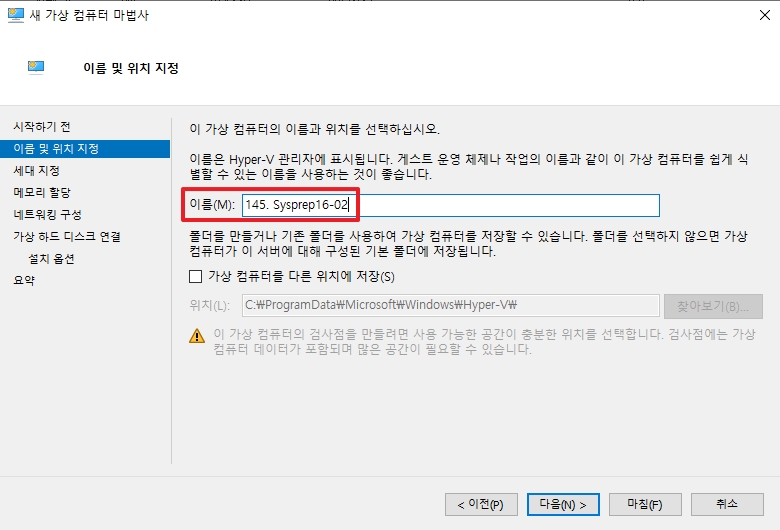 새 가상 컴퓨터 마법사
이름 및 위치 지정
시작하기 전
이름 및 위치 지정
세대 지정
메모리 할당
네트워킹 구성
가상 하드 디스크 연결
설치 옵션
요약
이 가상 컴퓨터의 이름과 위치를 선택하십시오.
이름은 Hyper-V 관리자에 표시됩니다. 게스트 운영 체제나 작업의 이름과 같이 이 가상 컴퓨터를 쉽게 식
별할 수 있는 이름을 사용하는 것이 좋습니다.
이름(M): 145. Sysprep16-02
폴더를 만들거나 기존 폴더를 사용하여 가상 컴퓨터를 저장할 수 있습니다. 폴더를 선택하지 않으면 가상
컴퓨터가 이 서버에 대해 구성된 기본 폴더에 저장됩니다.
가상 컴퓨터를 다른 위치에 저장(S)
위치(L): C:₩ProgramData₩Microsoft₩Windows₩Hyper-V₩ 찾아보기(B)...
이 가상 컴퓨터의 검사점을 만들려면 사용 가능한 공간이 충분한 위치를 선택합니다. 검사점에는 가상
컴퓨터 데이터가 포함되며 많은 공간이 필요할 수 있습니다.
< 이전(P) 다음(N) > 마침(F) 취소